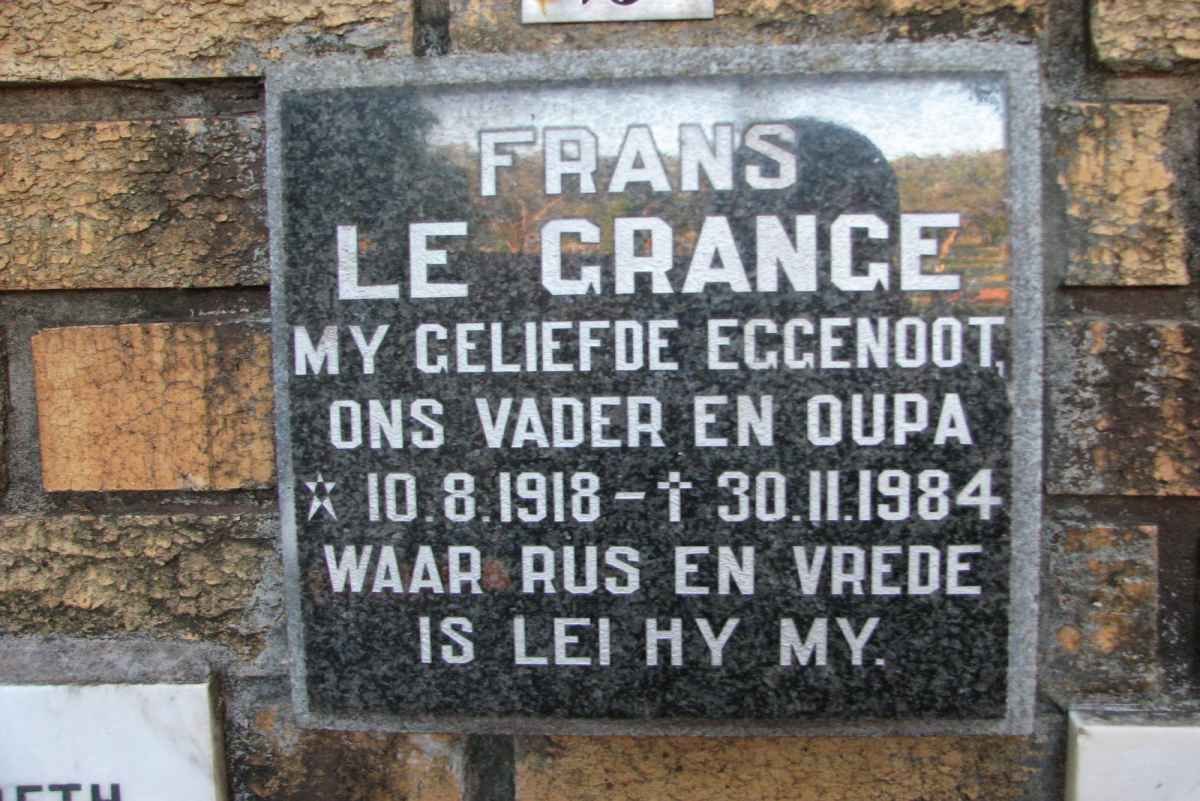 FRANS
LE GRANGE
MY GELIEFDE EGGENOOT,
ONS VADER EN OUPA
☆ 10.8.1918 – † 30.11.1984
WAAR RUS EN VREDE
IS LEI HY MY.